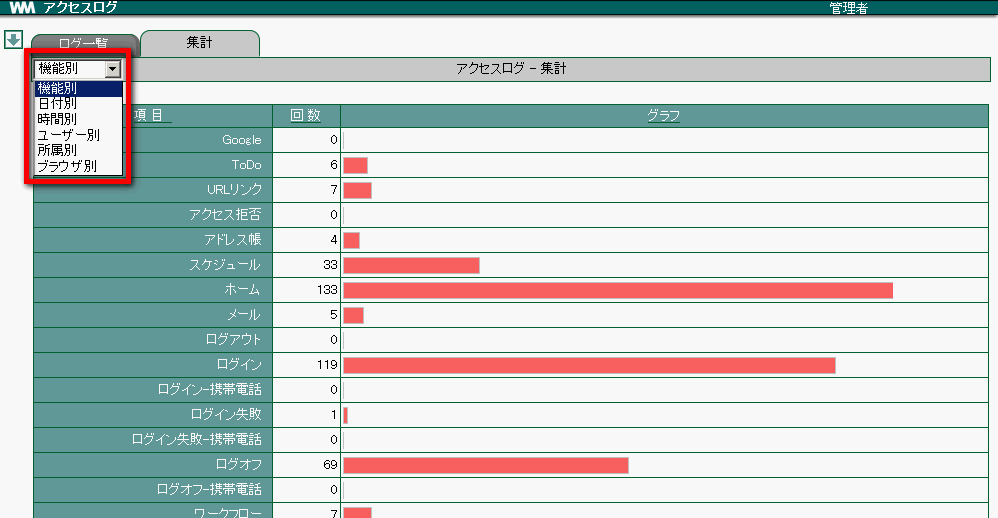 WM アクセスログ 管理者
ログ一覧 集計
機能別 アクセスログ - 集計
機能別
日付別
時間別
ユーザー別
所属別
ブラウザ別
項目 回数 グラフ
Google 0
ToDo 6
URLリンク 7
アクセス拒否 0
アドレス帳 4
スケジュール 33
ホーム 133
メール 5
ログアウト 0
ログイン 119
ログイン-携帯電話 0
ログイン失敗 1
ログイン失敗-携帯電話 0
ログオフ 69
ログオフ-携帯電話 0
ワークフロー 7